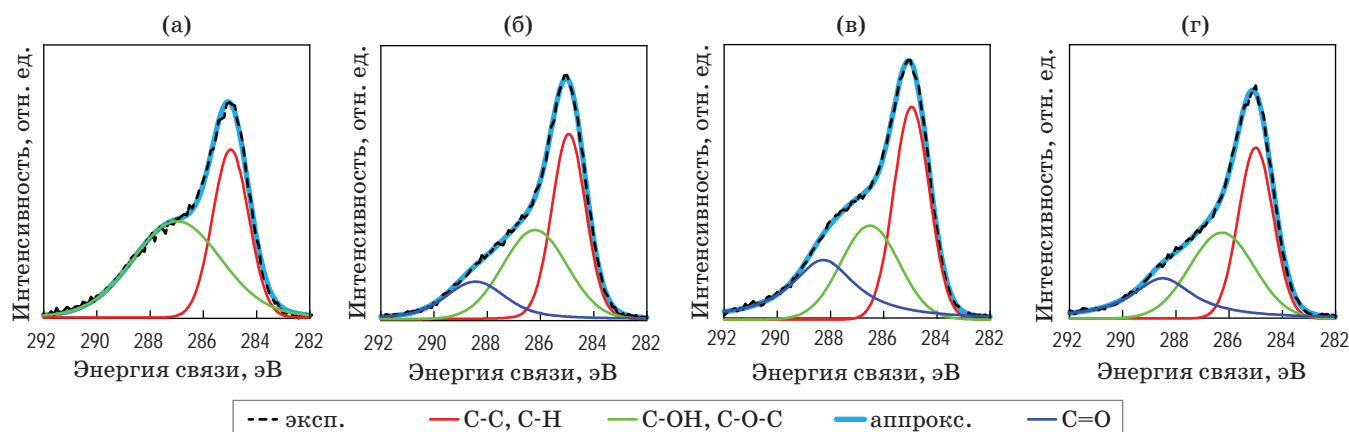 (а)
Интенсивность, отн. ед.
292 290 288 286 284 282
Энергия связи, эВ
(б)
Интенсивность, отн. ед.
292 290 288 286 284 282
Энергия связи, эВ
(в)
Интенсивность, отн. ед.
292 290 288 286 284 282
Энергия связи, эВ
(г)
Интенсивность, отн. ед.
292 290 288 286 284 282
Энергия связи, эВ
эксп. C-C, C-H C-OH, C-O-C аппрокс. C=O